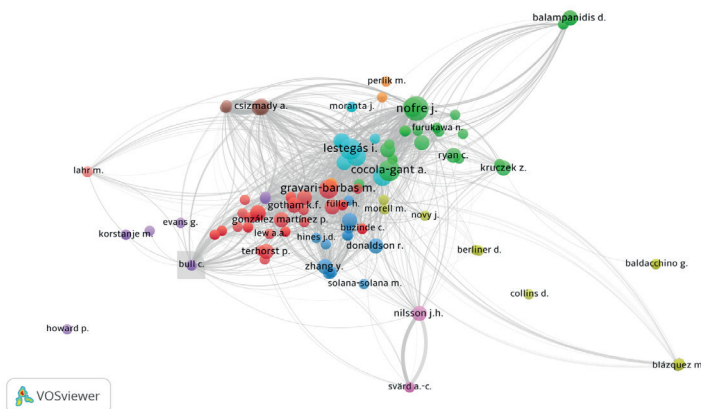 balampanidis d.
perlik m.
csizmady a.
moranta j.
nofre j.
furukawa n.
lestegás i.
ryan c.
cocola-gant a.
kruczek z.
lahr m.
gravari-barbas m.
gotham k.f.
füller h.
morell m.
gonzález martínez p.
novy j.
evans g.
buzinde c.
korstanje m.
lew a.a.
hines j.d.
donaldson r.
terhorst p.
berliner d.
bull c.
zhang y.
baldacchino g.
solana-solana m.
collins d.
nilsson j.h.
howard p.
blázquez m
svärd a.-c.
VOSviewer